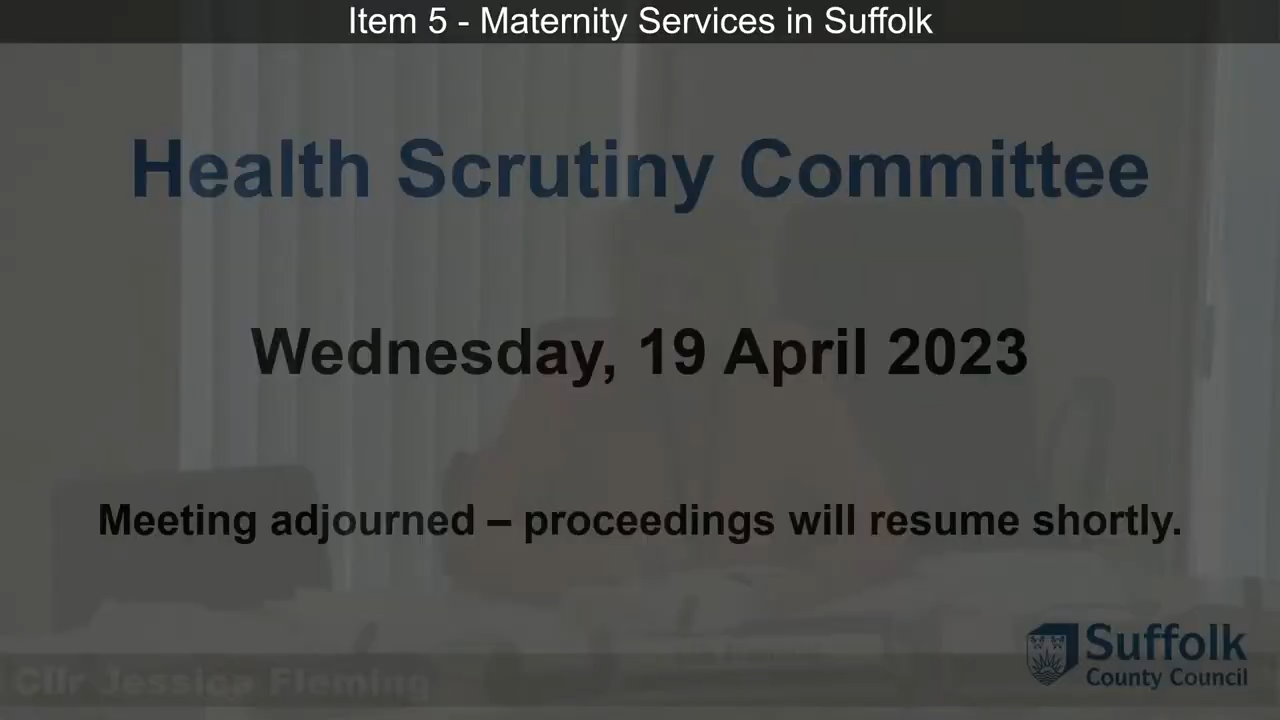 Item 5 - Maternity Services in Suffolk
Health Scrutiny Committee
Wednesday, 19 April 2023
Meeting adjourned – proceedings will resume shortly.
Suffolk
County Council
Cllr Jessica Fleming